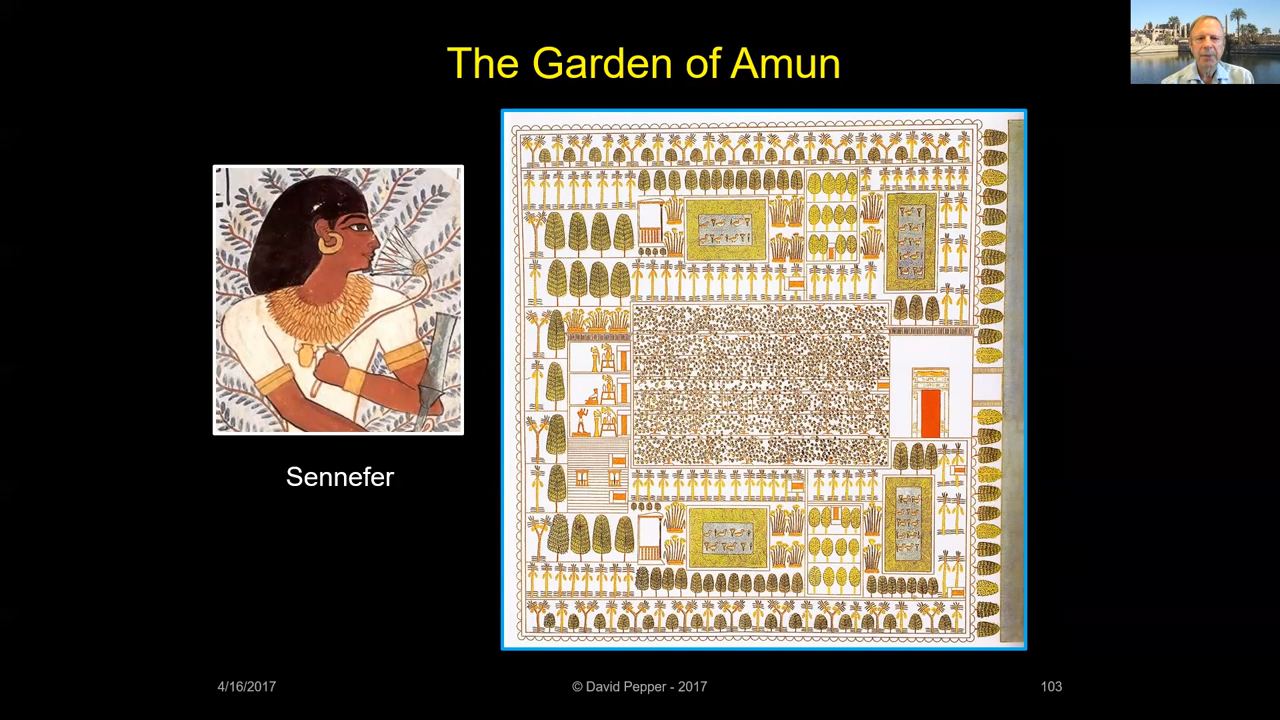 The Garden of Amun
Sennefer
4/16/2017
© David Pepper - 2017
103